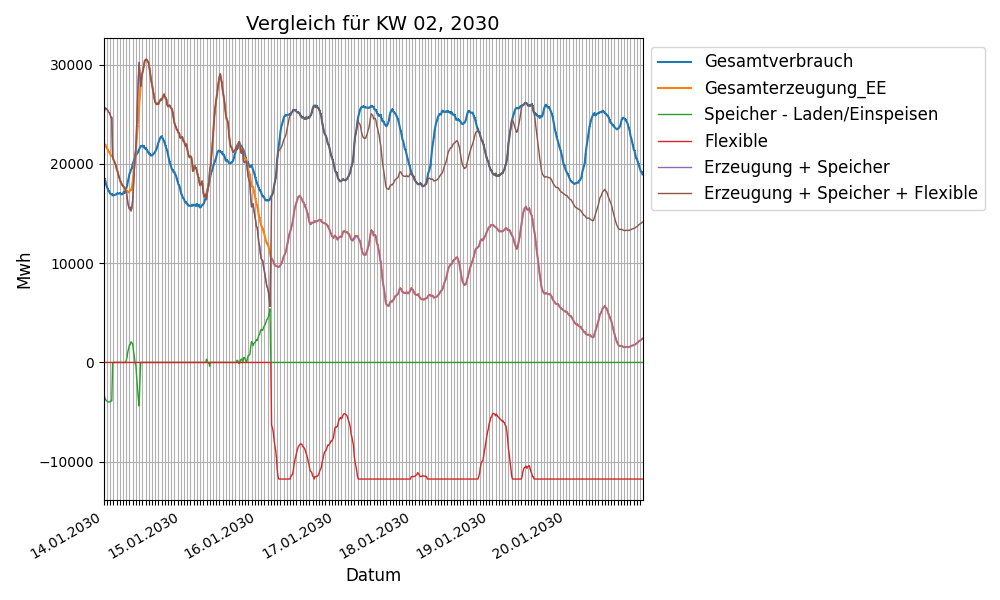 Vergleich für KW 02, 2030
30000
20000
10000
0
−10000
Mwh
14.01.2030
15.01.2030
16.01.2030
17.01.2030
18.01.2030
19.01.2030
20.01.2030
Datum
Gesamtverbrauch
Gesamterzeugung_EE
Speicher - Laden/Einspeisen
Flexible
Erzeugung + Speicher
Erzeugung + Speicher + Flexible